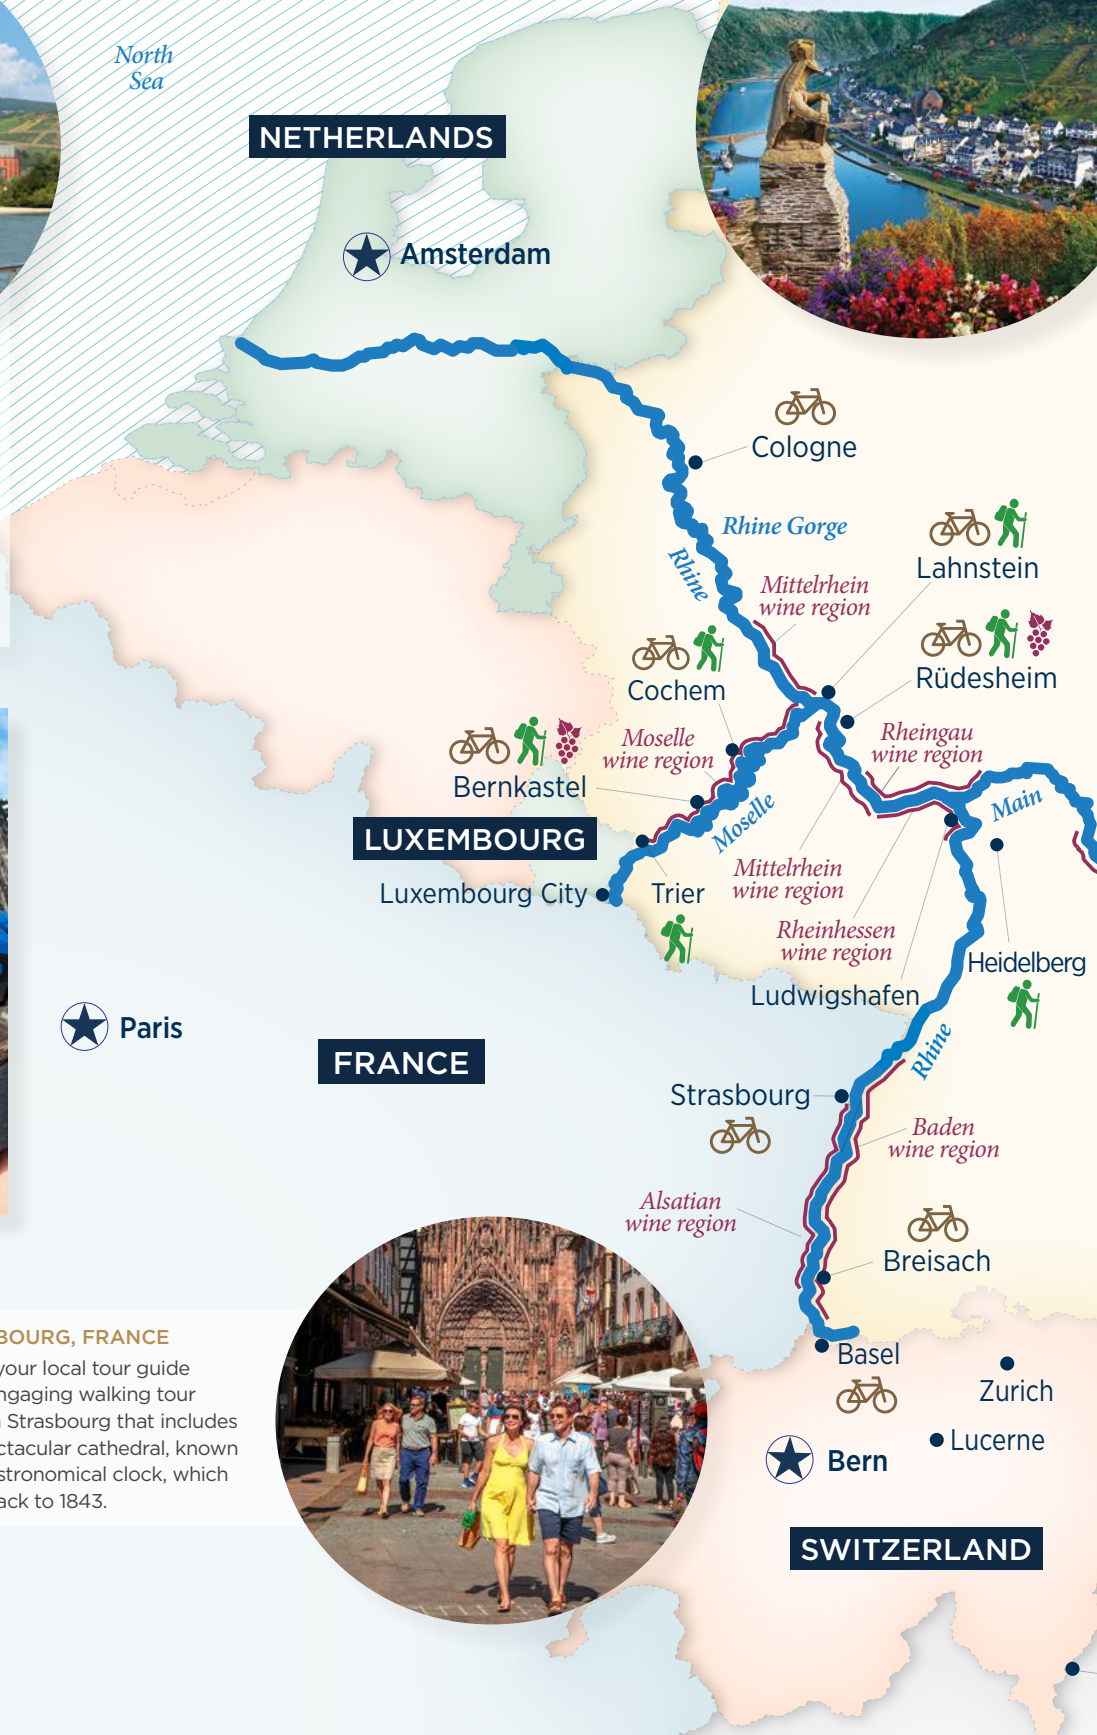 North
Sea
NETHERLANDS
Amsterdam
Cologne
Rhine Gorge
Rhine
Lahnstein
Mittelrhein
wine region
Rüdesheim
Cochem
Rheingau
wine region
Moselle
wine region
Bernkastel
Main
Moselle
LUXEMBOURG
Mittelrhein
wine region
Luxembourg City
Trier
Rheinhessen
wine region
Heidelberg
Ludwigshafen
Paris
FRANCE
Rhine
Strasbourg
Baden
wine region
Alsatian
wine region
Breisach
BOURG, FRANCE
your local tour guide
ngaging walking tour
Strasbourg that includes
ctacular cathedral, known
stronomical clock, which
ack to 1843.
Basel
Zurich
Lucerne
Bern
SWITZERLAND